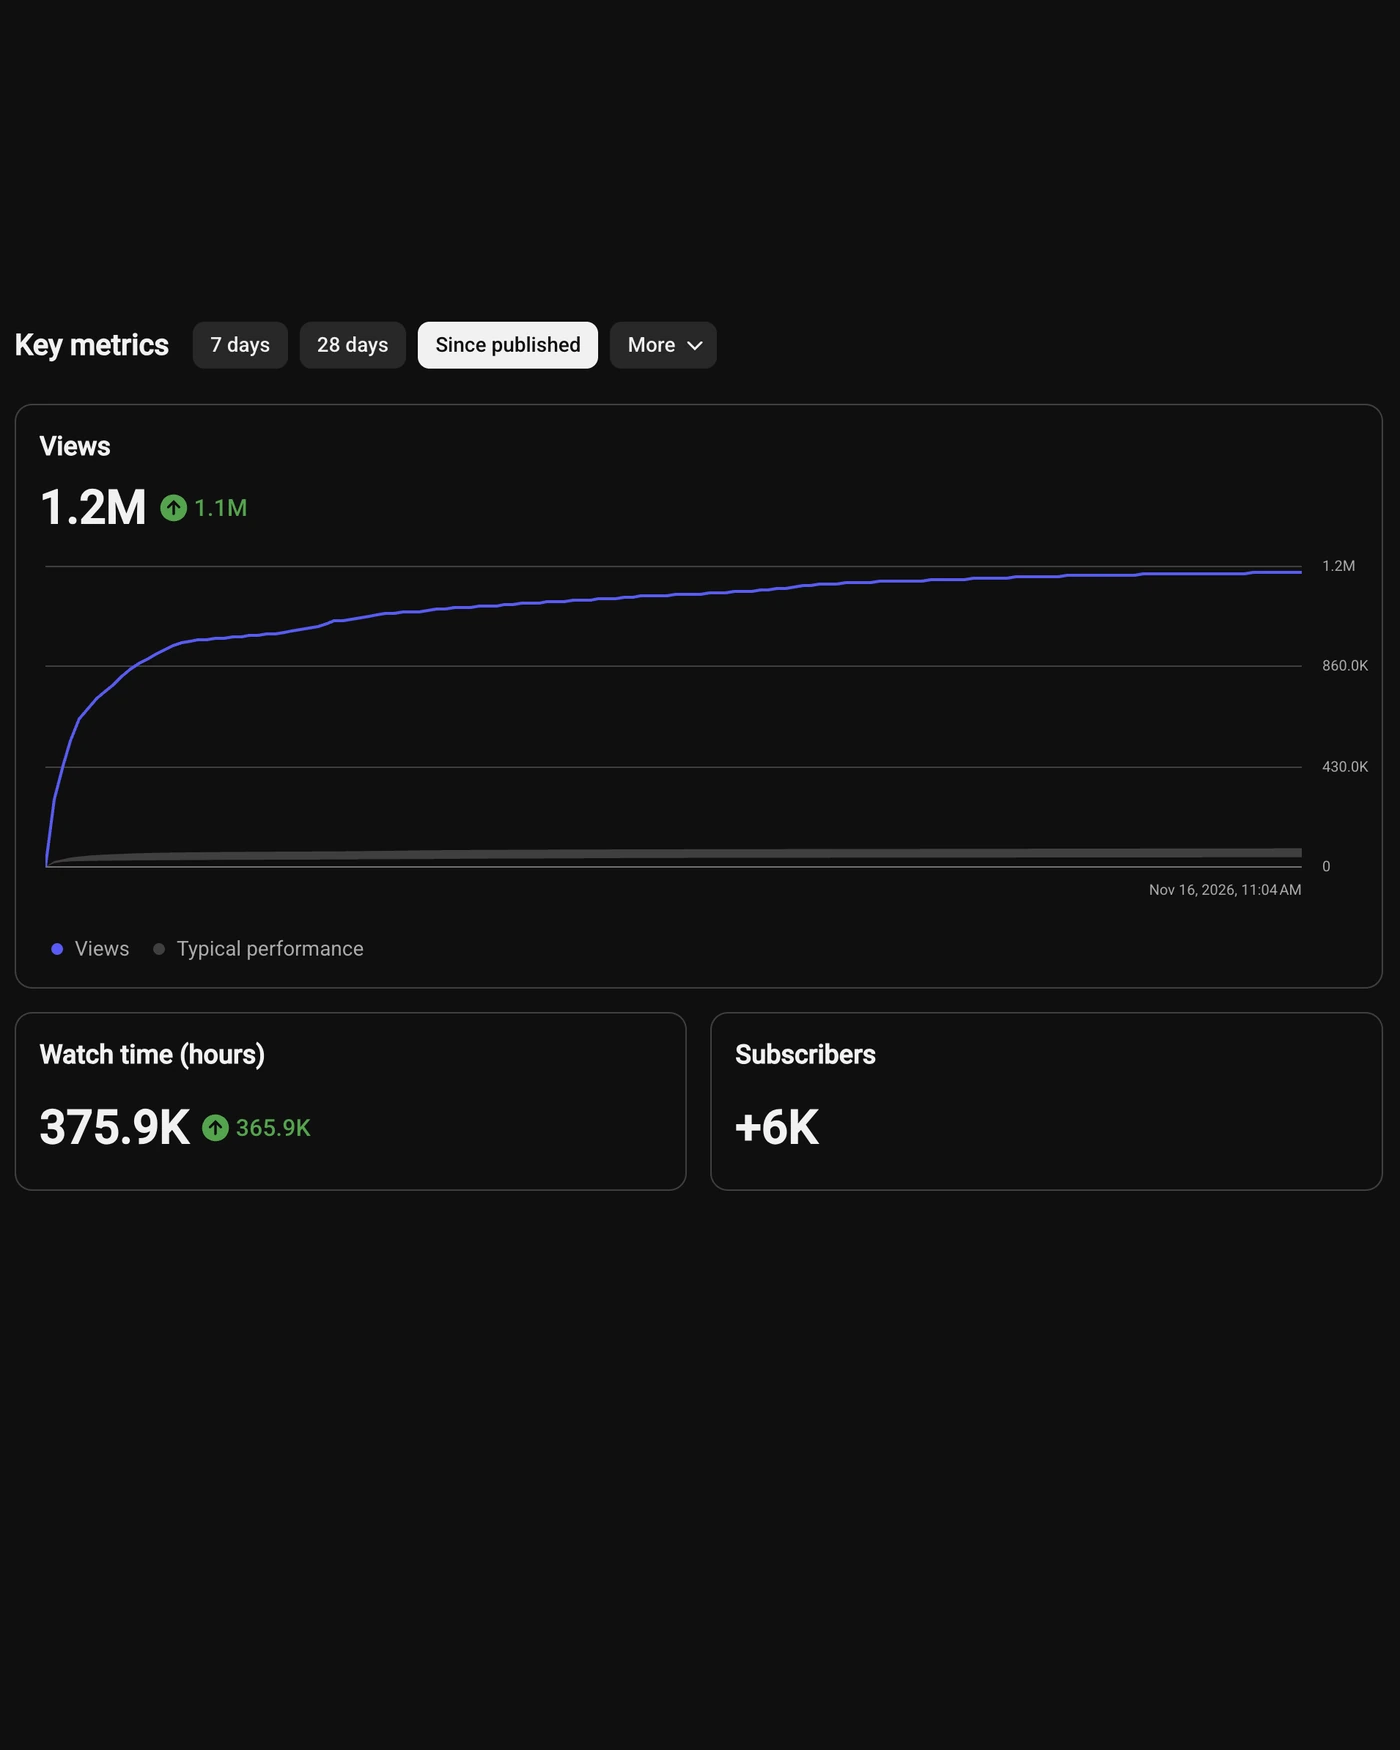 Key metrics 7 days 28 days Since published More
Views
1.2M 1.1M
1.2M
860.0K
430.0K
0
Nov 16, 2026, 11:04 AM
Views Typical performance
Watch time (hours)
375.9K 365.9K
Subscribers
+6K